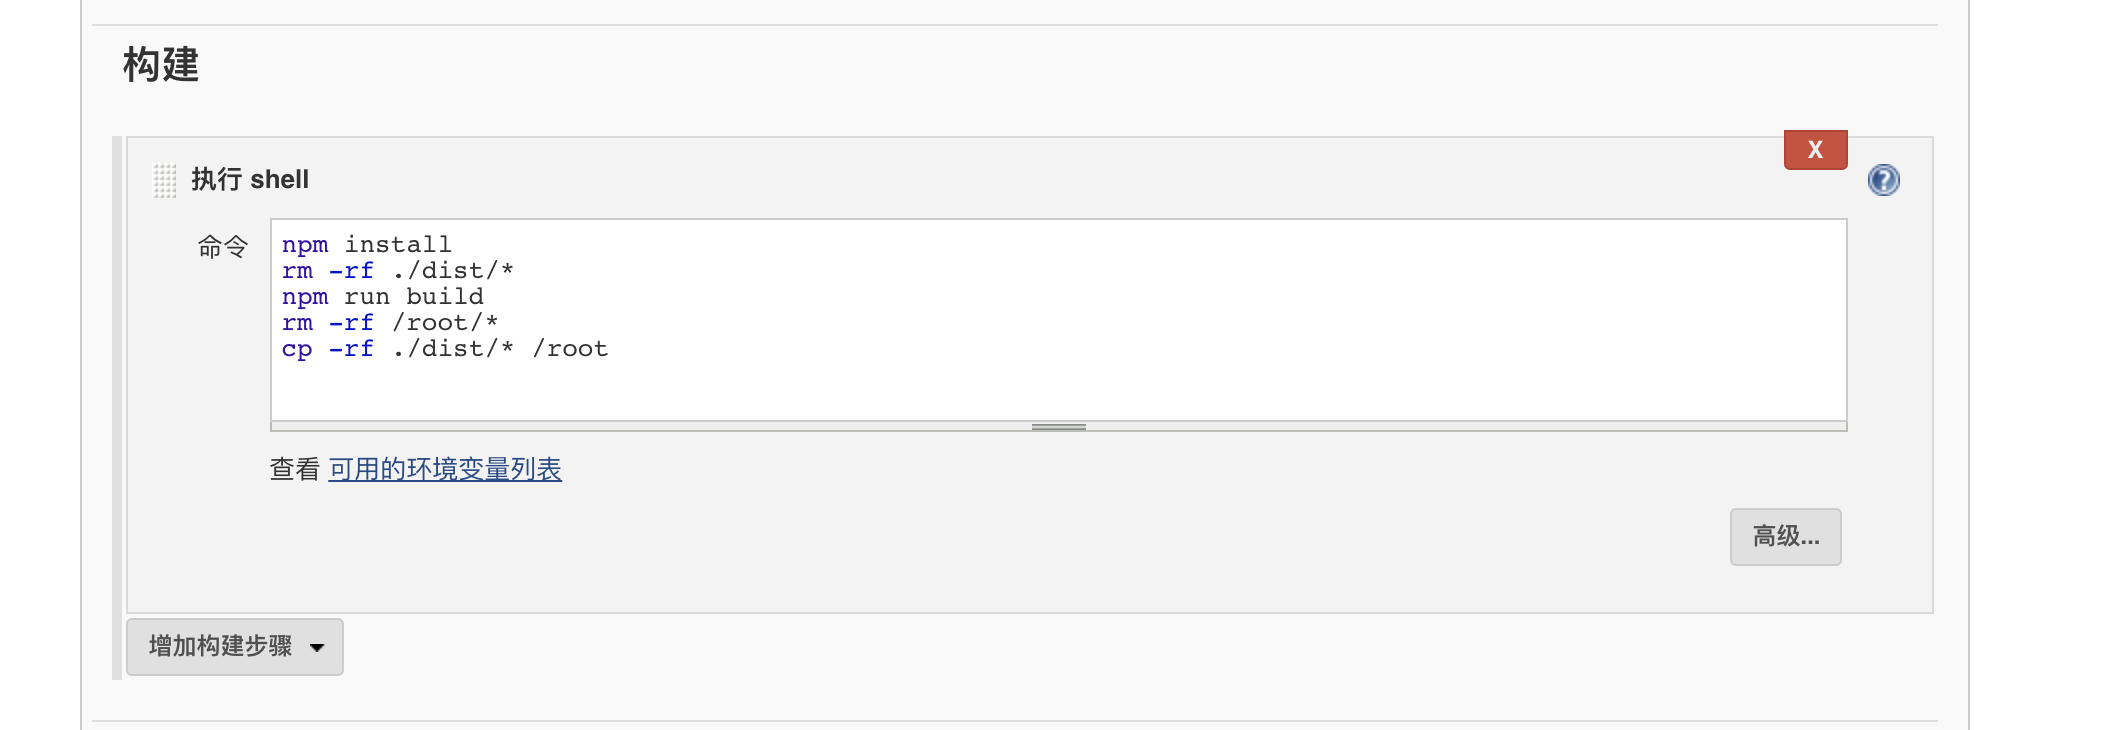 构建
X
执行 shell
?
命令
npm install
rm -rf ./dist/*
npm run build
rm -rf /root/*
cp -rf ./dist/* /root
查看 可用的环境变量列表
高级...
增加构建步骤